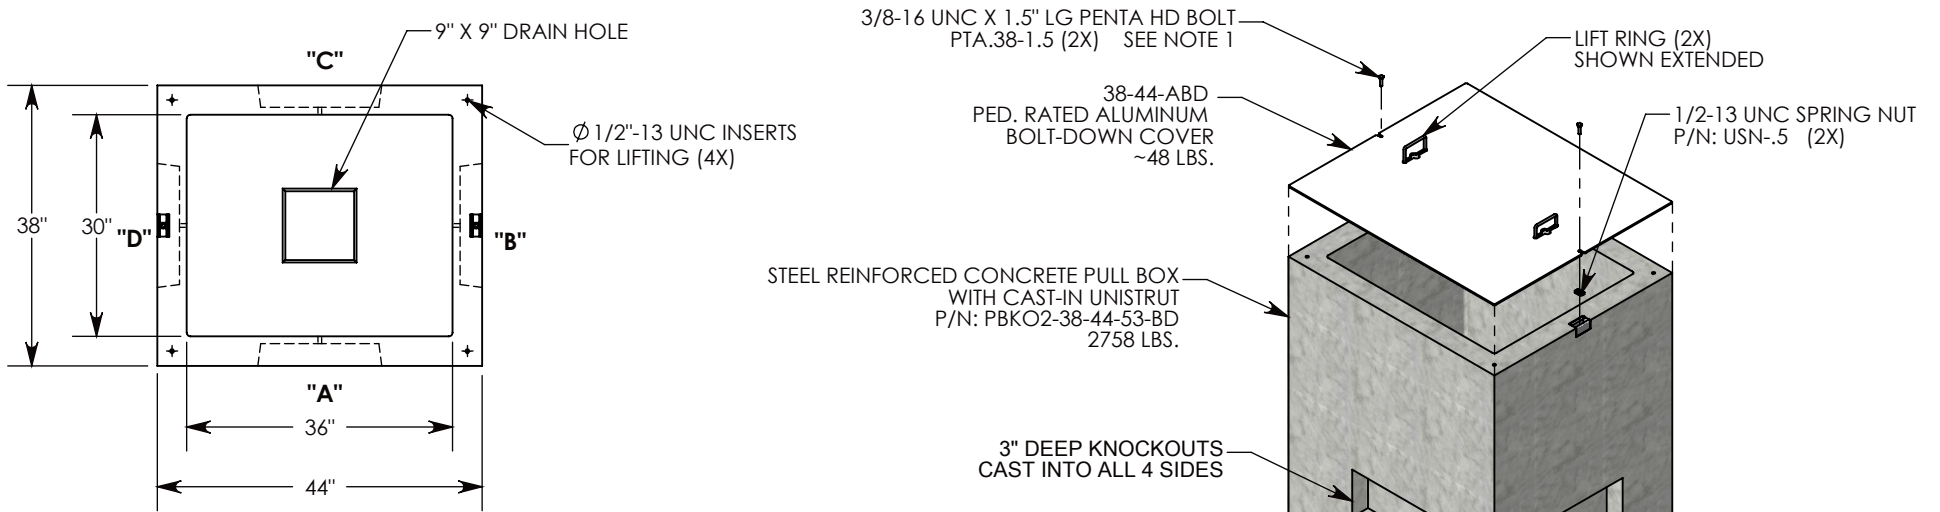 9" X 9" DRAIN HOLE
"C"
Ø 1/2"-13 UNC INSERTS
FOR LIFTING (4X)
38"
30"
"D"
"B"
"A"
36"
44"
3/8-16 UNC X 1.5" LG PENTA HD BOLT
PTA.38-1.5 (2X) SEE NOTE 1
LIFT RING (2X)
SHOWN EXTENDED
38-44-ABD
PED. RATED ALUMINUM
BOLT-DOWN COVER
~48 LBS.
1/2-13 UNC SPRING NUT
P/N: USN-.5 (2X)
STEEL REINFORCED CONCRETE PULL BOX
WITH CAST-IN UNISTRUT
P/N: PBKO2-38-44-53-BD
2758 LBS.
3" DEEP KNOCKOUTS
CAST INTO ALL 4 SIDES